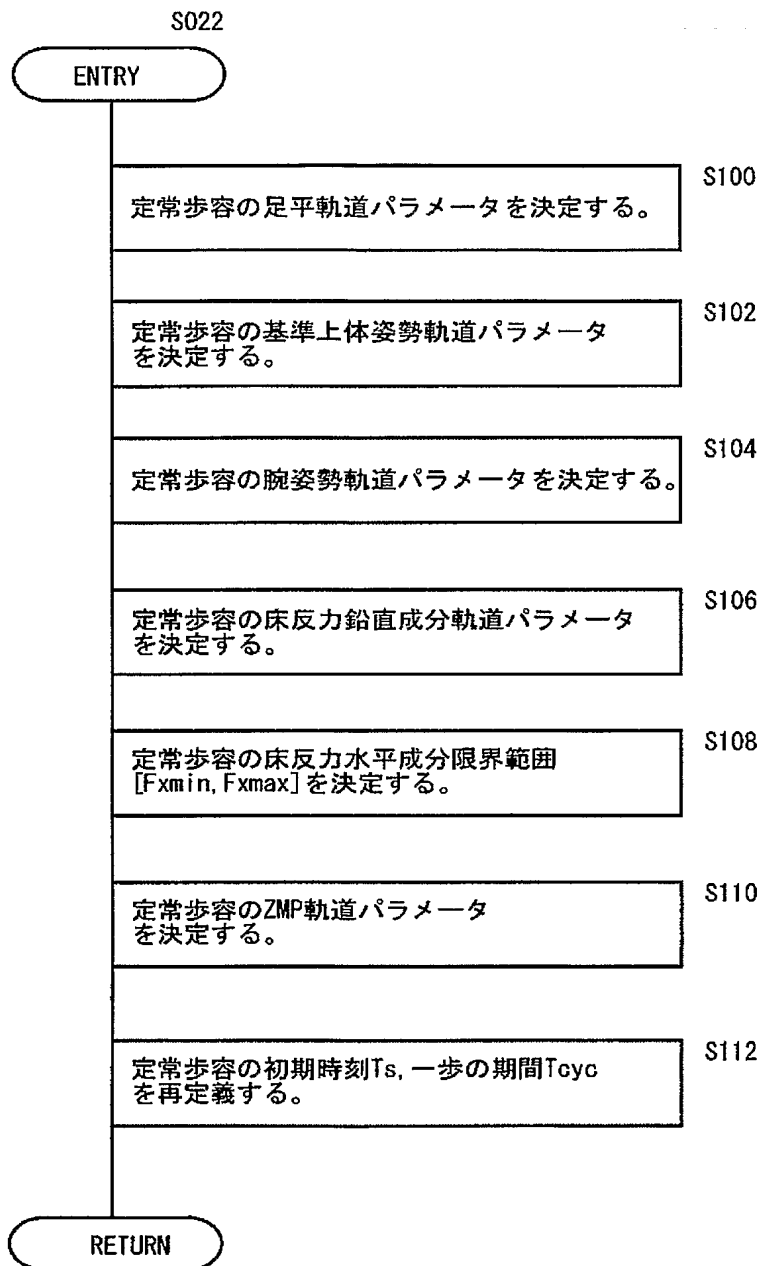 S022
ENTRY
S100
定常歩容の足平軌道パラメータを決定する。
S102
定常歩容の基準上体姿勢軌道パラメータ
を決定する。
S104
定常歩容の腕姿勢軌道パラメータを決定する。
S106
定常歩容の床反力鉛直成分軌道パラメータ
を決定する。
S108
定常歩容の床反力水平成分限界範囲
[Fxmin, Fxmax]を決定する。
S110
定常歩容のZMP軌道パラメータ
を決定する。
S112
定常歩容の初期時刻Ts, 一歩の期間Tcyc
を再定義する。
RETURN